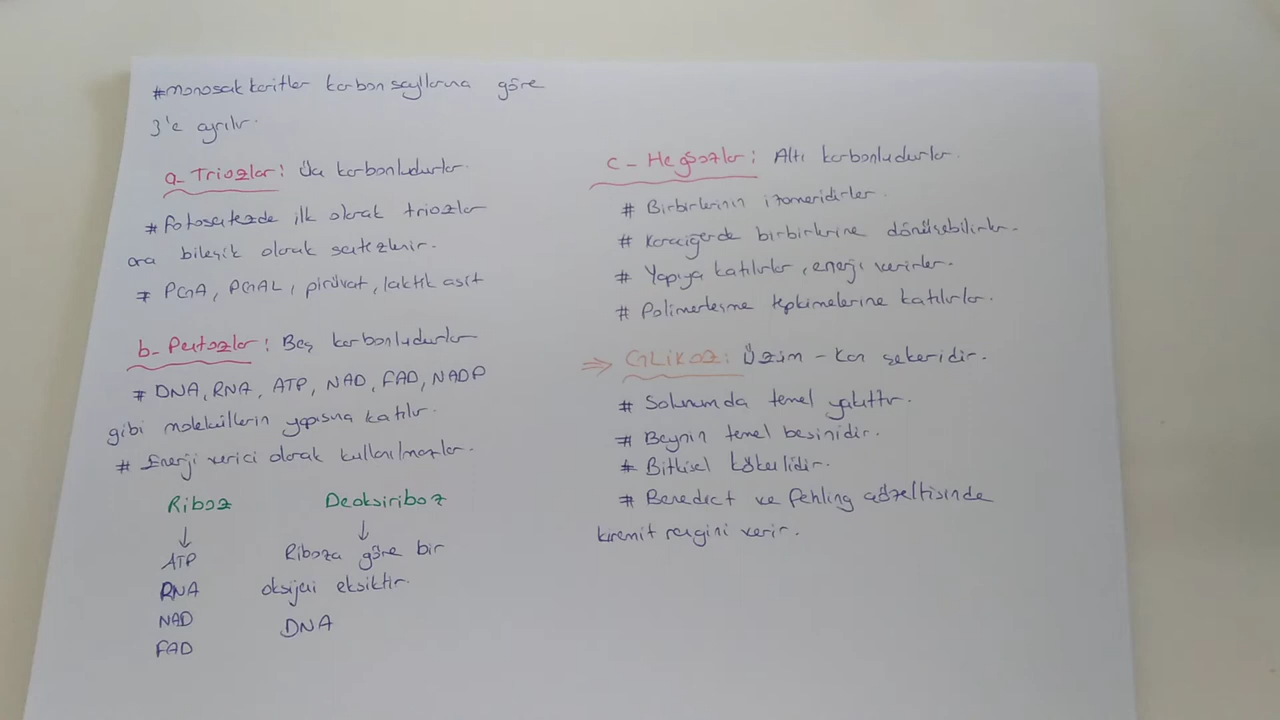 #monosakkaritler karbon sayılarına göre
3'e ayrılır.
a- Triozlar: Üç karbonludurlar.
# fotosentezde ilk olarak triozlar
ara bileşik olarak sentezlenir.
# PGA, PGAL, pirüvat, laktik asit
b- Pentozlar: Beş karbonludurlar
# DNA, RNA, ATP, NAD, FAD, NADP
gibi moleküllerin yapısına katılır.
# Enerji verici olarak kullanılmazlar.
Riboz Deoksiriboz
↓ ↓
ATP Riboza göre bir
RNA oksijeni eksiktir.
NAD DNA
FAD
c- Hegzozlar: Altı karbonludurlar.
# Birbirlerinin izomeridirler.
# Karaciğerde birbirlerine dönüşebilirler.
# Yapıya katılırlar, enerji verirler.
# Polimerleşme tepkimelerine katılırlar.
⇒ GLİKOZ: Üzüm - Kan şekeridir.
# Solunumda temel yakıttır.
# Beynin temel besinidir.
# Bitkisel kökenlidir.
# Benedict ve fehling çözeltisinde
kiremit rengini verir.